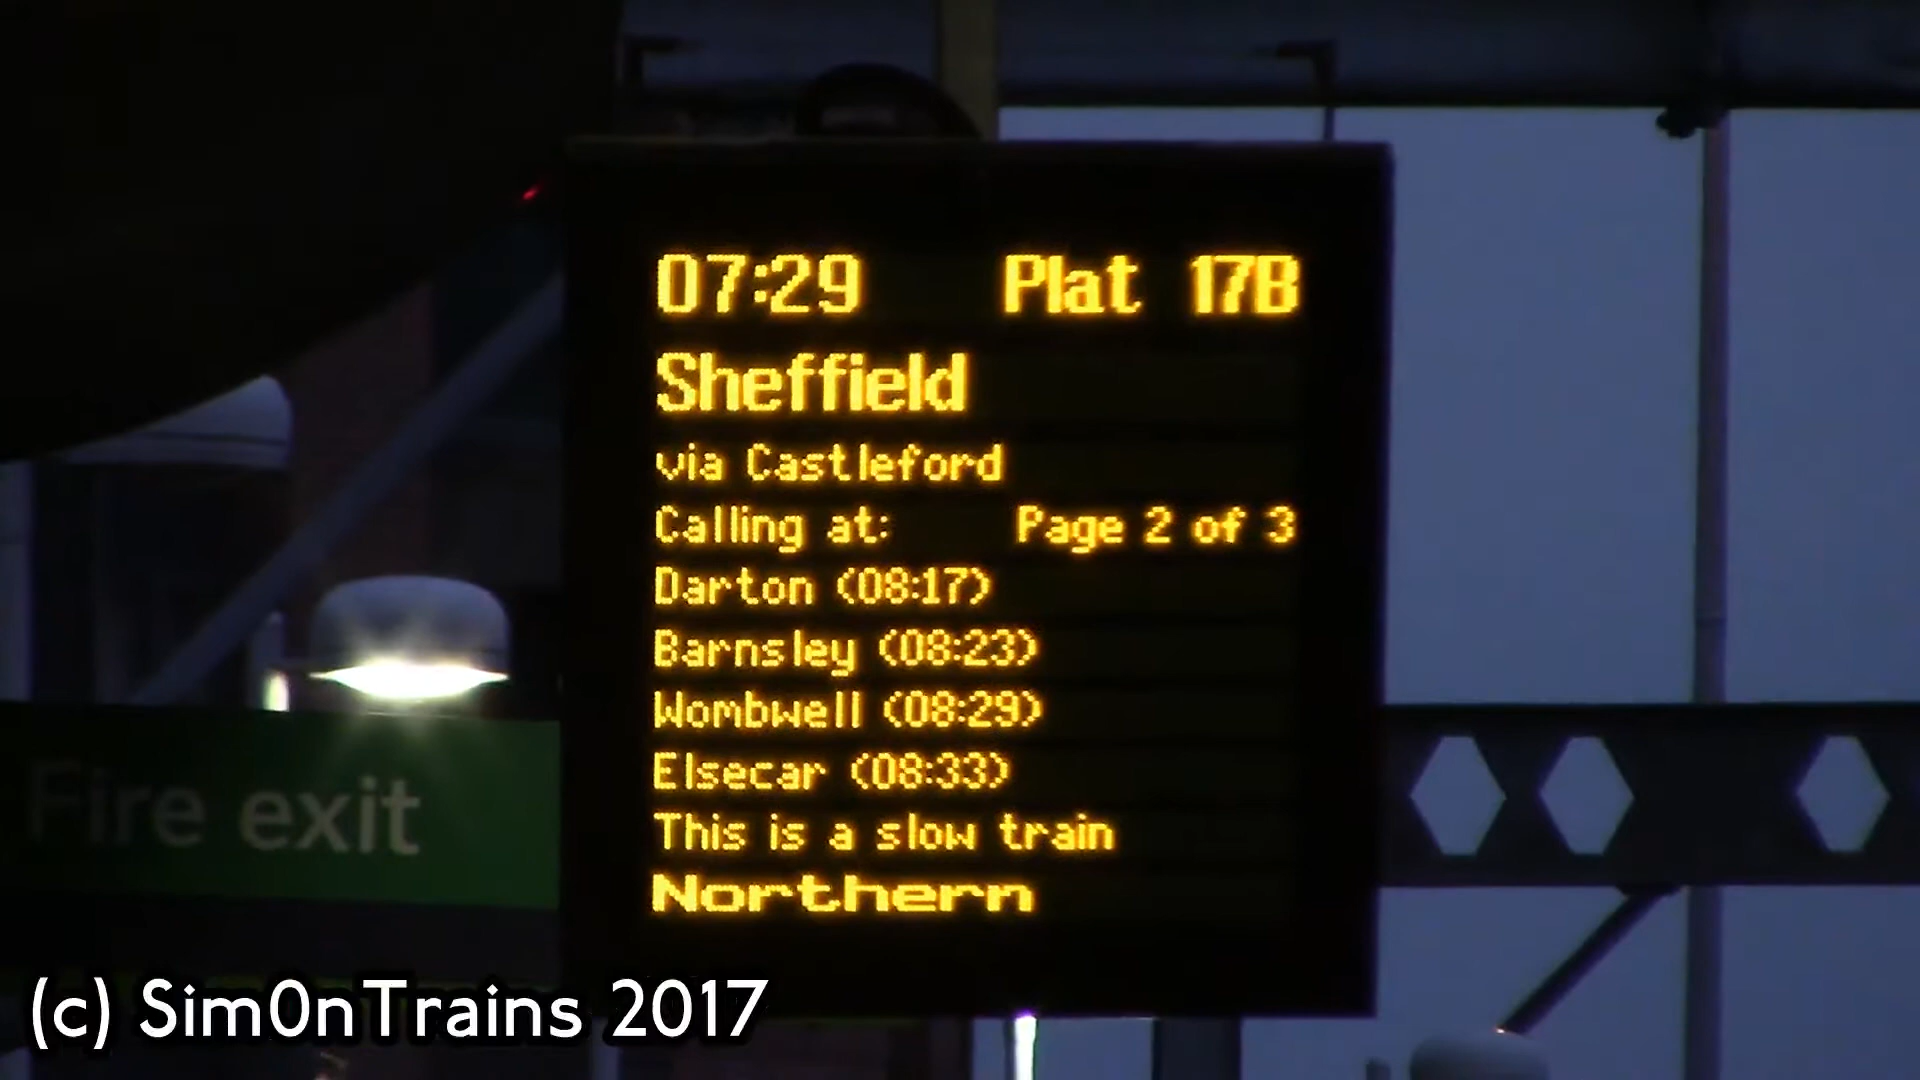 07:29 Plat 17B
Sheffield
via Castleford
Calling at: Page 2 of 3
Darton (08:17)
Barnsley (08:23)
Wombwell (08:29)
Elsecar (08:33)
This is a slow train
Northern
Fire exit
(c) Sim0nTrains 2017